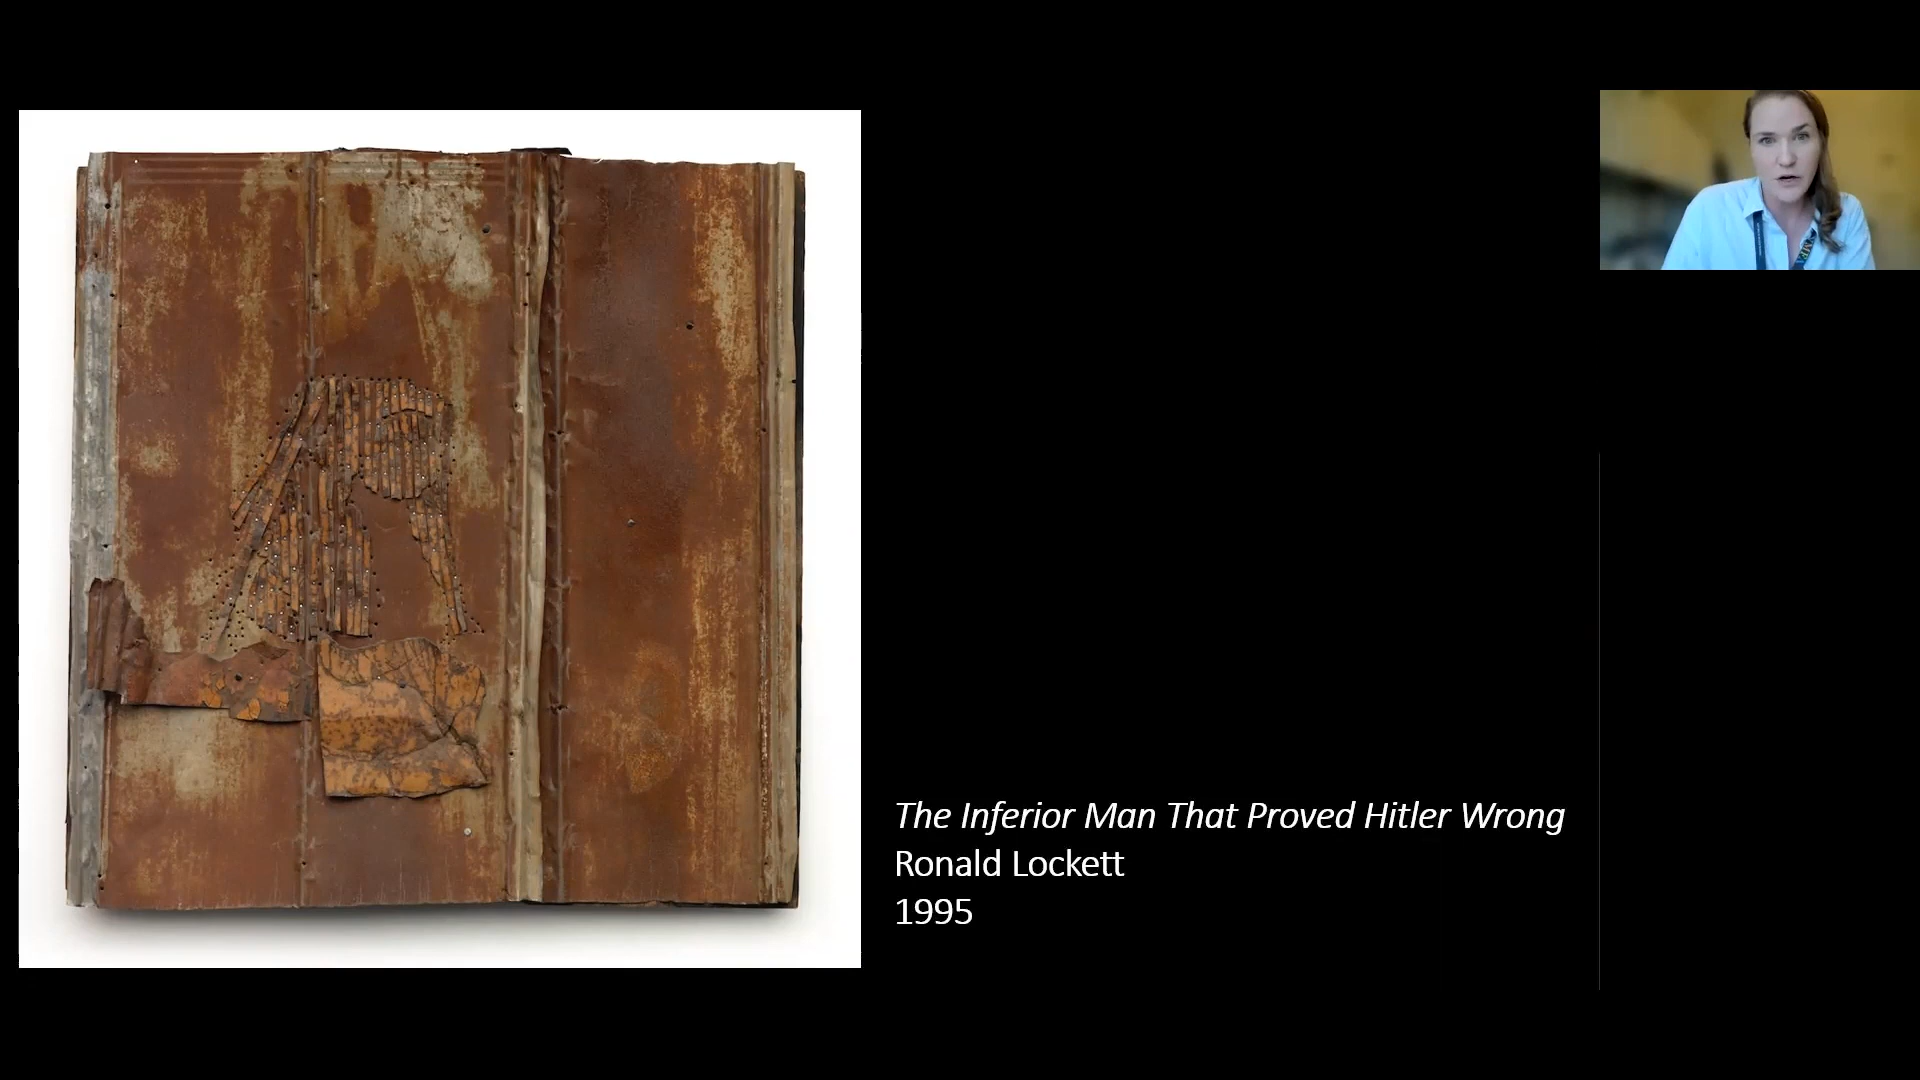 The Inferior Man That Proved Hitler Wrong
Ronald Lockett
1995